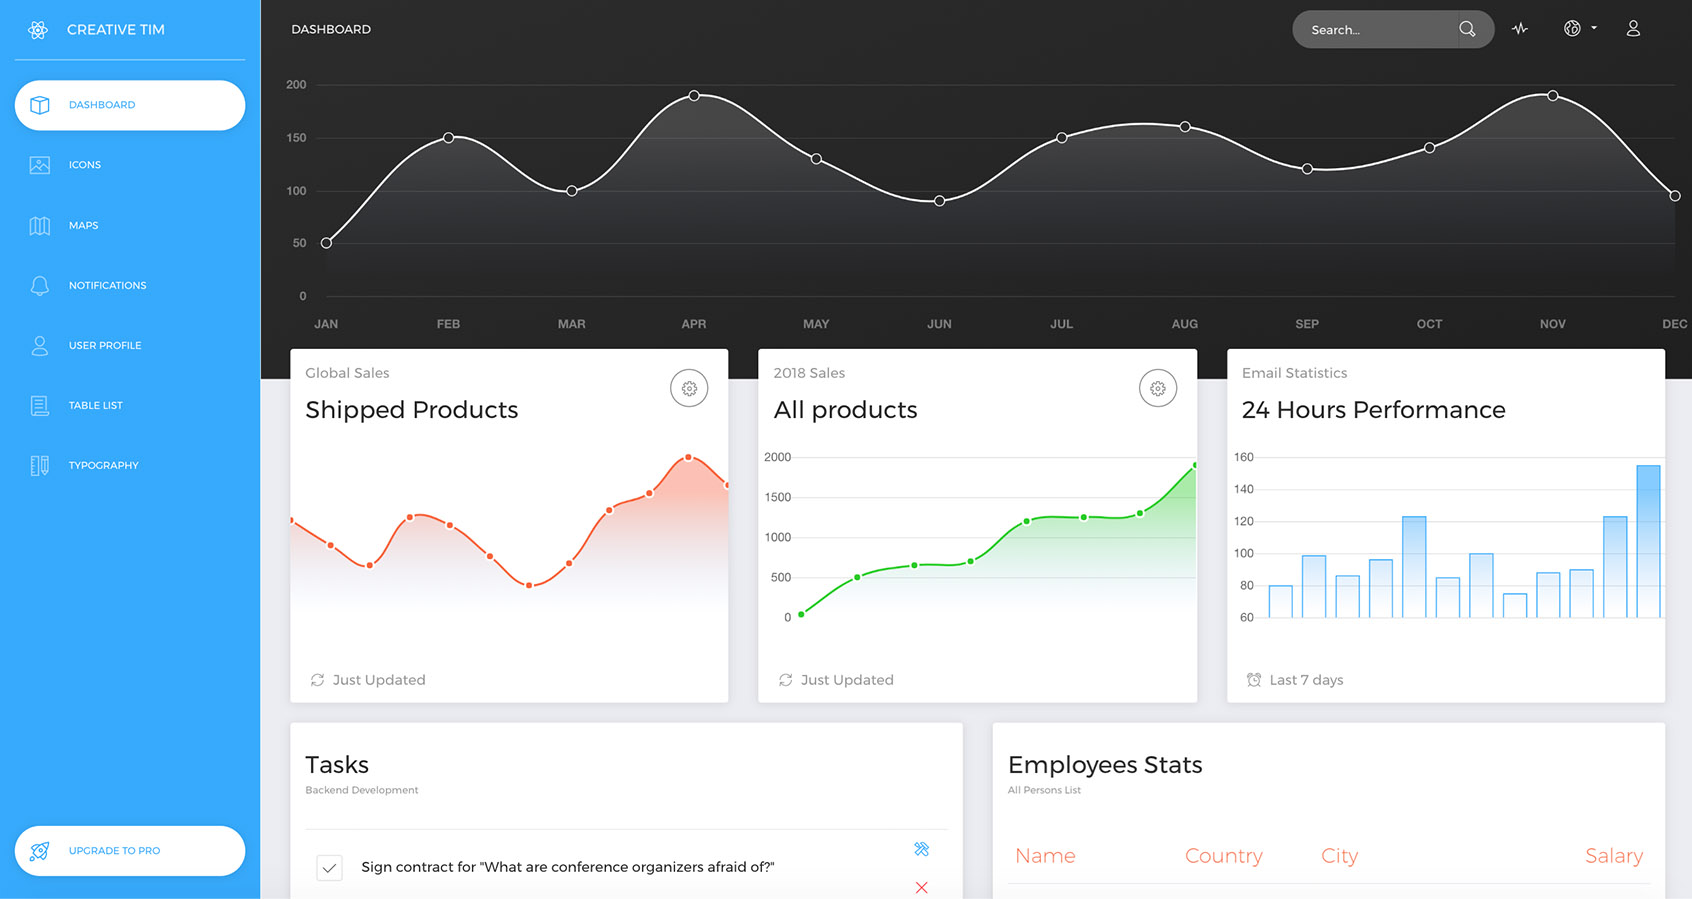 CREATIVE TIM
DASHBOARD
ICONS
MAPS
NOTIFICATIONS
USER PROFILE
TABLE LIST
TYPOGRAPHY
UPGRADE TO PRO
DASHBOARD
Search...
200
150
100
50
0
JAN FEB MAR APR MAY JUN JUL AUG SEP OCT NOV DEC
Global Sales
Shipped Products
Just Updated
2018 Sales
All products
2000
1500
1000
500
0
Just Updated
Email Statistics
24 Hours Performance
160
140
120
100
80
60
Last 7 days
Tasks
Backend Development
Sign contract for "What are conference organizers afraid of?"
Employees Stats
All Persons List
Name Country City Salary